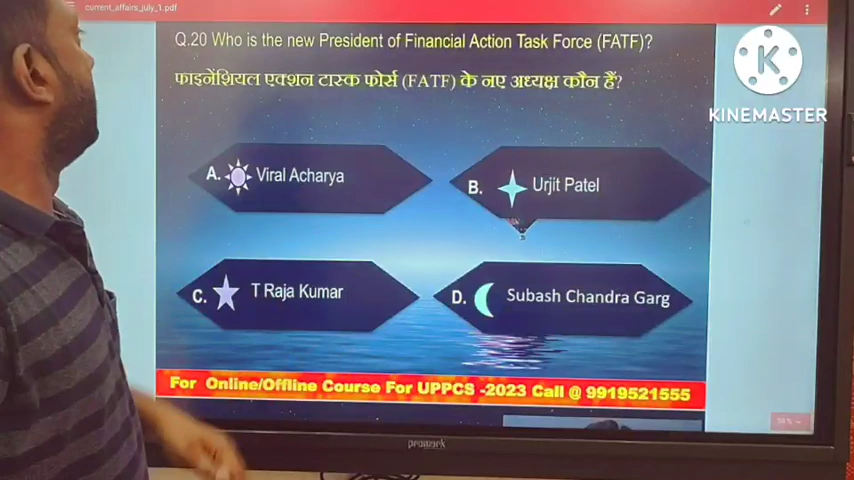 current_affairs_july_1.pdf
Q.20 Who is the new President of Financial Action Task Force (FATF)?
फाइनेंशियल एक्शन टास्क फोर्स (FATF) के नए अध्यक्ष कौन हैं?
K
KINEMASTER
A. Viral Acharya
B. Urjit Patel
C. T Raja Kumar
D. Subash Chandra Garg
For Online/Offline Course For UPPCS -2023 Call @ 9919521555